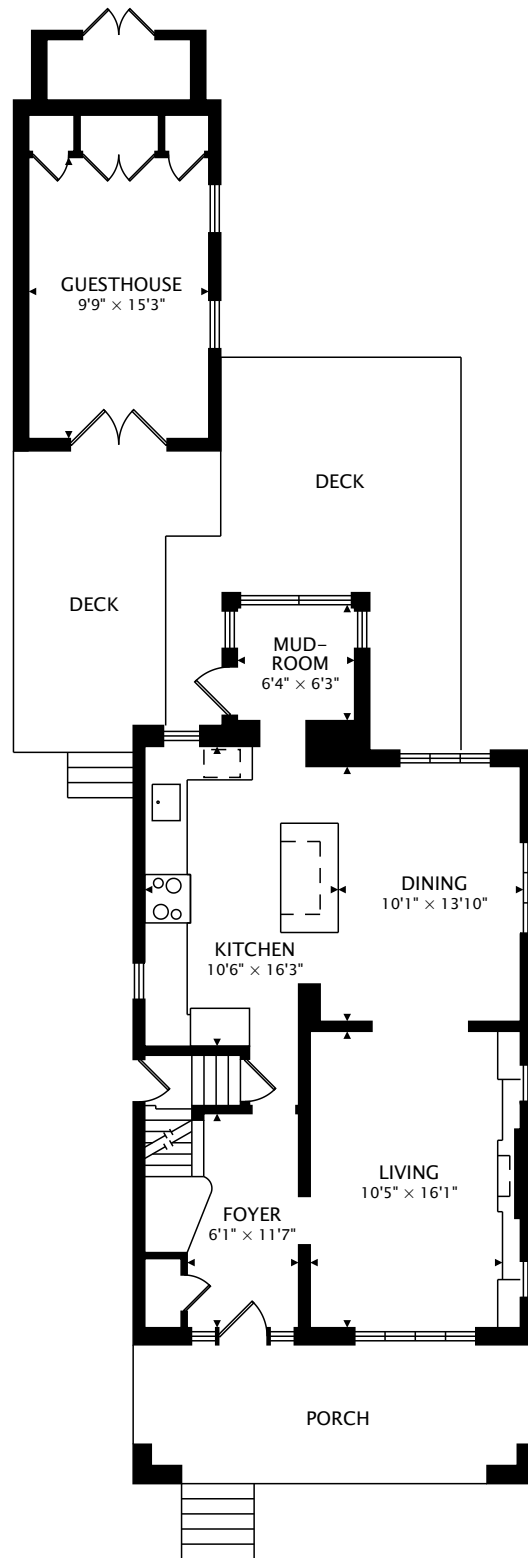 GUESTHOUSE
9'9" × 15'3"
DECK
DECK
MUD-
ROOM
6'4" × 6'3"
DINING
10'1" × 13'10"
KITCHEN
10'6" × 16'3"
LIVING
10'5" × 16'1"
FOYER
6'1" × 11'7"
PORCH